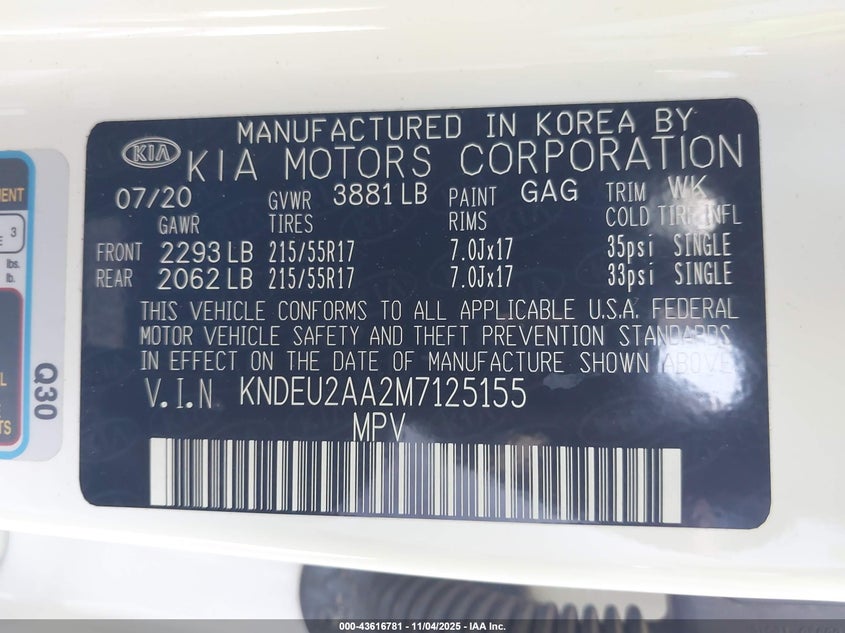 MANUFACTURED IN KOREA BY
KIA KIA MOTORS CORPORATION
07/20 GVWR 3881 LB PAINT GAG TRIM WK
GAWR TIRES RIMS COLD TIRE INFL
FRONT 2293 LB 215/55R17 7.0Jx17 35psi SINGLE
REAR 2062 LB 215/55R17 7.0Jx17 33psi SINGLE
THIS VEHICLE CONFORMS TO ALL APPLICABLE U.S.A. FEDERAL
MOTOR VEHICLE SAFETY AND THEFT PREVENTION STANDARDS
IN EFFECT ON THE DATE OF MANUFACTURE SHOWN ABOVE.
V.I.N KNDEU2AA2M7125155
MPV
3
lbs.
lb.
Q30
000-43616781 - 11/04/2025 - IAA Inc.